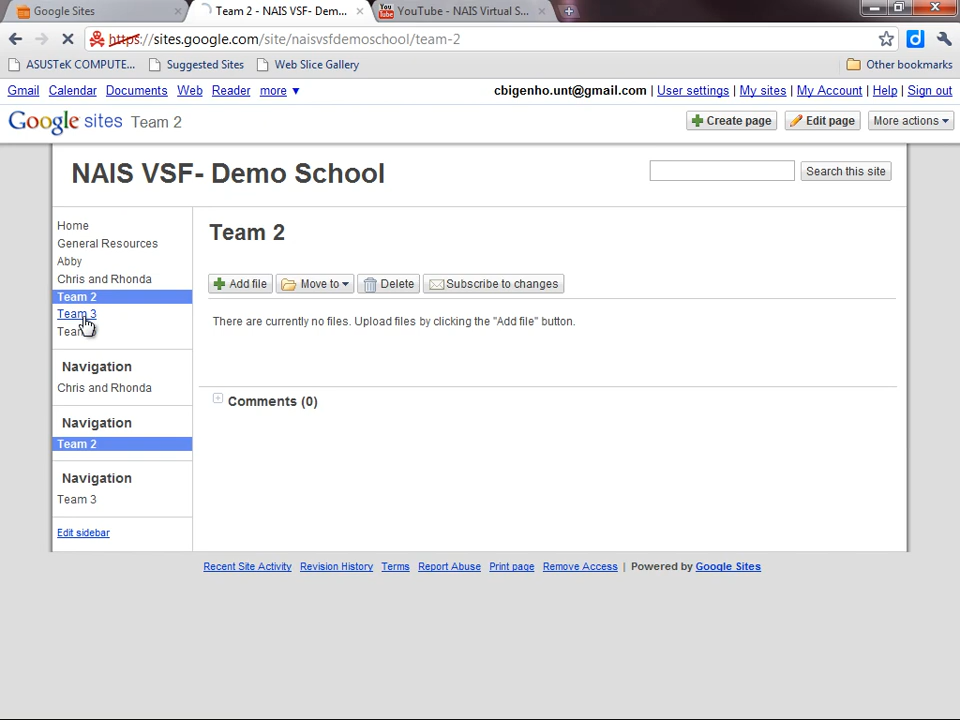 Google Sites
Team 2 - NAIS VSF- Dem...
YouTube - NAIS Virtual S...
https://sites.google.com/site/naisvsfdemoschool/team-2
ASUSTeK COMPUTE...
Suggested Sites
Web Slice Gallery
Other bookmarks
Gmail Calendar Documents Web Reader more ▼
cbigenho.unt@gmail.com | User settings | My sites | My Account | Help | Sign out
Google sites Team 2
Create page
Edit page
More actions
NAIS VSF- Demo School
Search this site
Home
General Resources
Abby
Chris and Rhonda
Team 2
Team 3
Navigation
Chris and Rhonda
Navigation
Team 2
Navigation
Team 3
Edit sidebar
Team 2
Add file
Move to
Delete
Subscribe to changes
There are currently no files. Upload files by clicking the "Add file" button.
Comments (0)
Recent Site Activity Revision History Terms Report Abuse Print page Remove Access | Powered by Google Sites